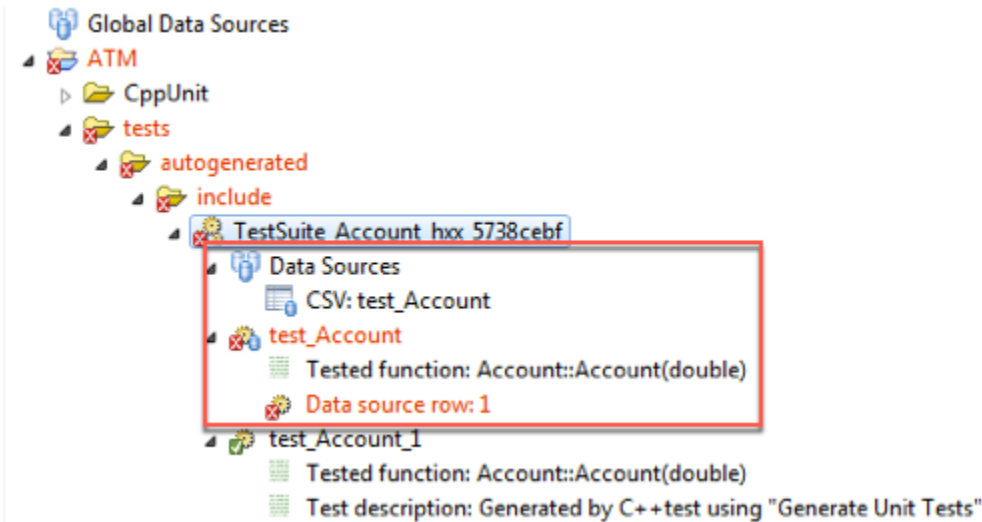 Global Data Sources
ATM
CppUnit
tests
autogenerated
include
TestSuite_Account_hxx_5738cebf
Data Sources
CSV: test_Account
test_Account
Tested function: Account::Account(double)
Data source row: 1
test_Account_1
Tested function: Account::Account(double)
Test description: Generated by C++test using "Generate Unit Tests"